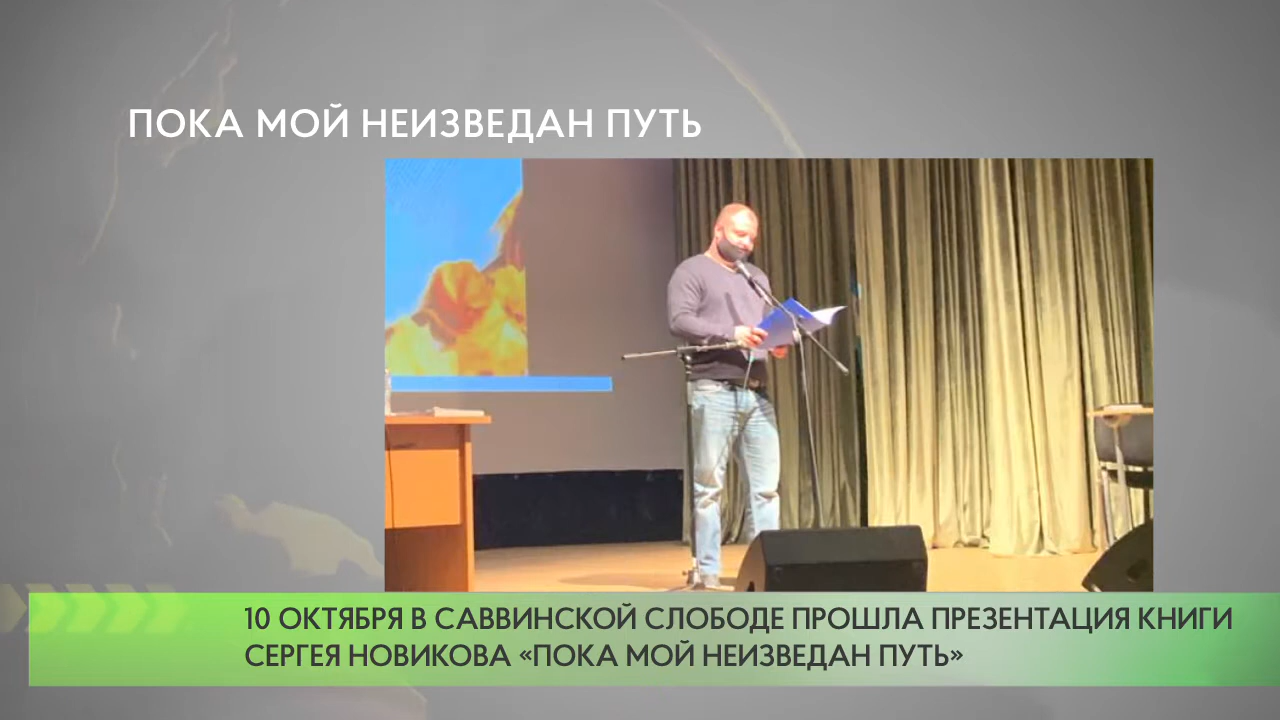 ПОКА МОЙ НЕИЗВЕДАН ПУТЬ
10 ОКТЯБРЯ В САВВИНСКОЙ СЛОБОДЕ ПРОШЛА ПРЕЗЕНТАЦИЯ КНИГИ
СЕРГЕЯ НОВИКОВА «ПОКА МОЙ НЕИЗВЕДАН ПУТЬ»